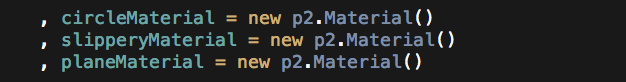 , circleMaterial = new p2.Material()
, slipperyMaterial = new p2.Material()
, planeMaterial = new p2.Material()